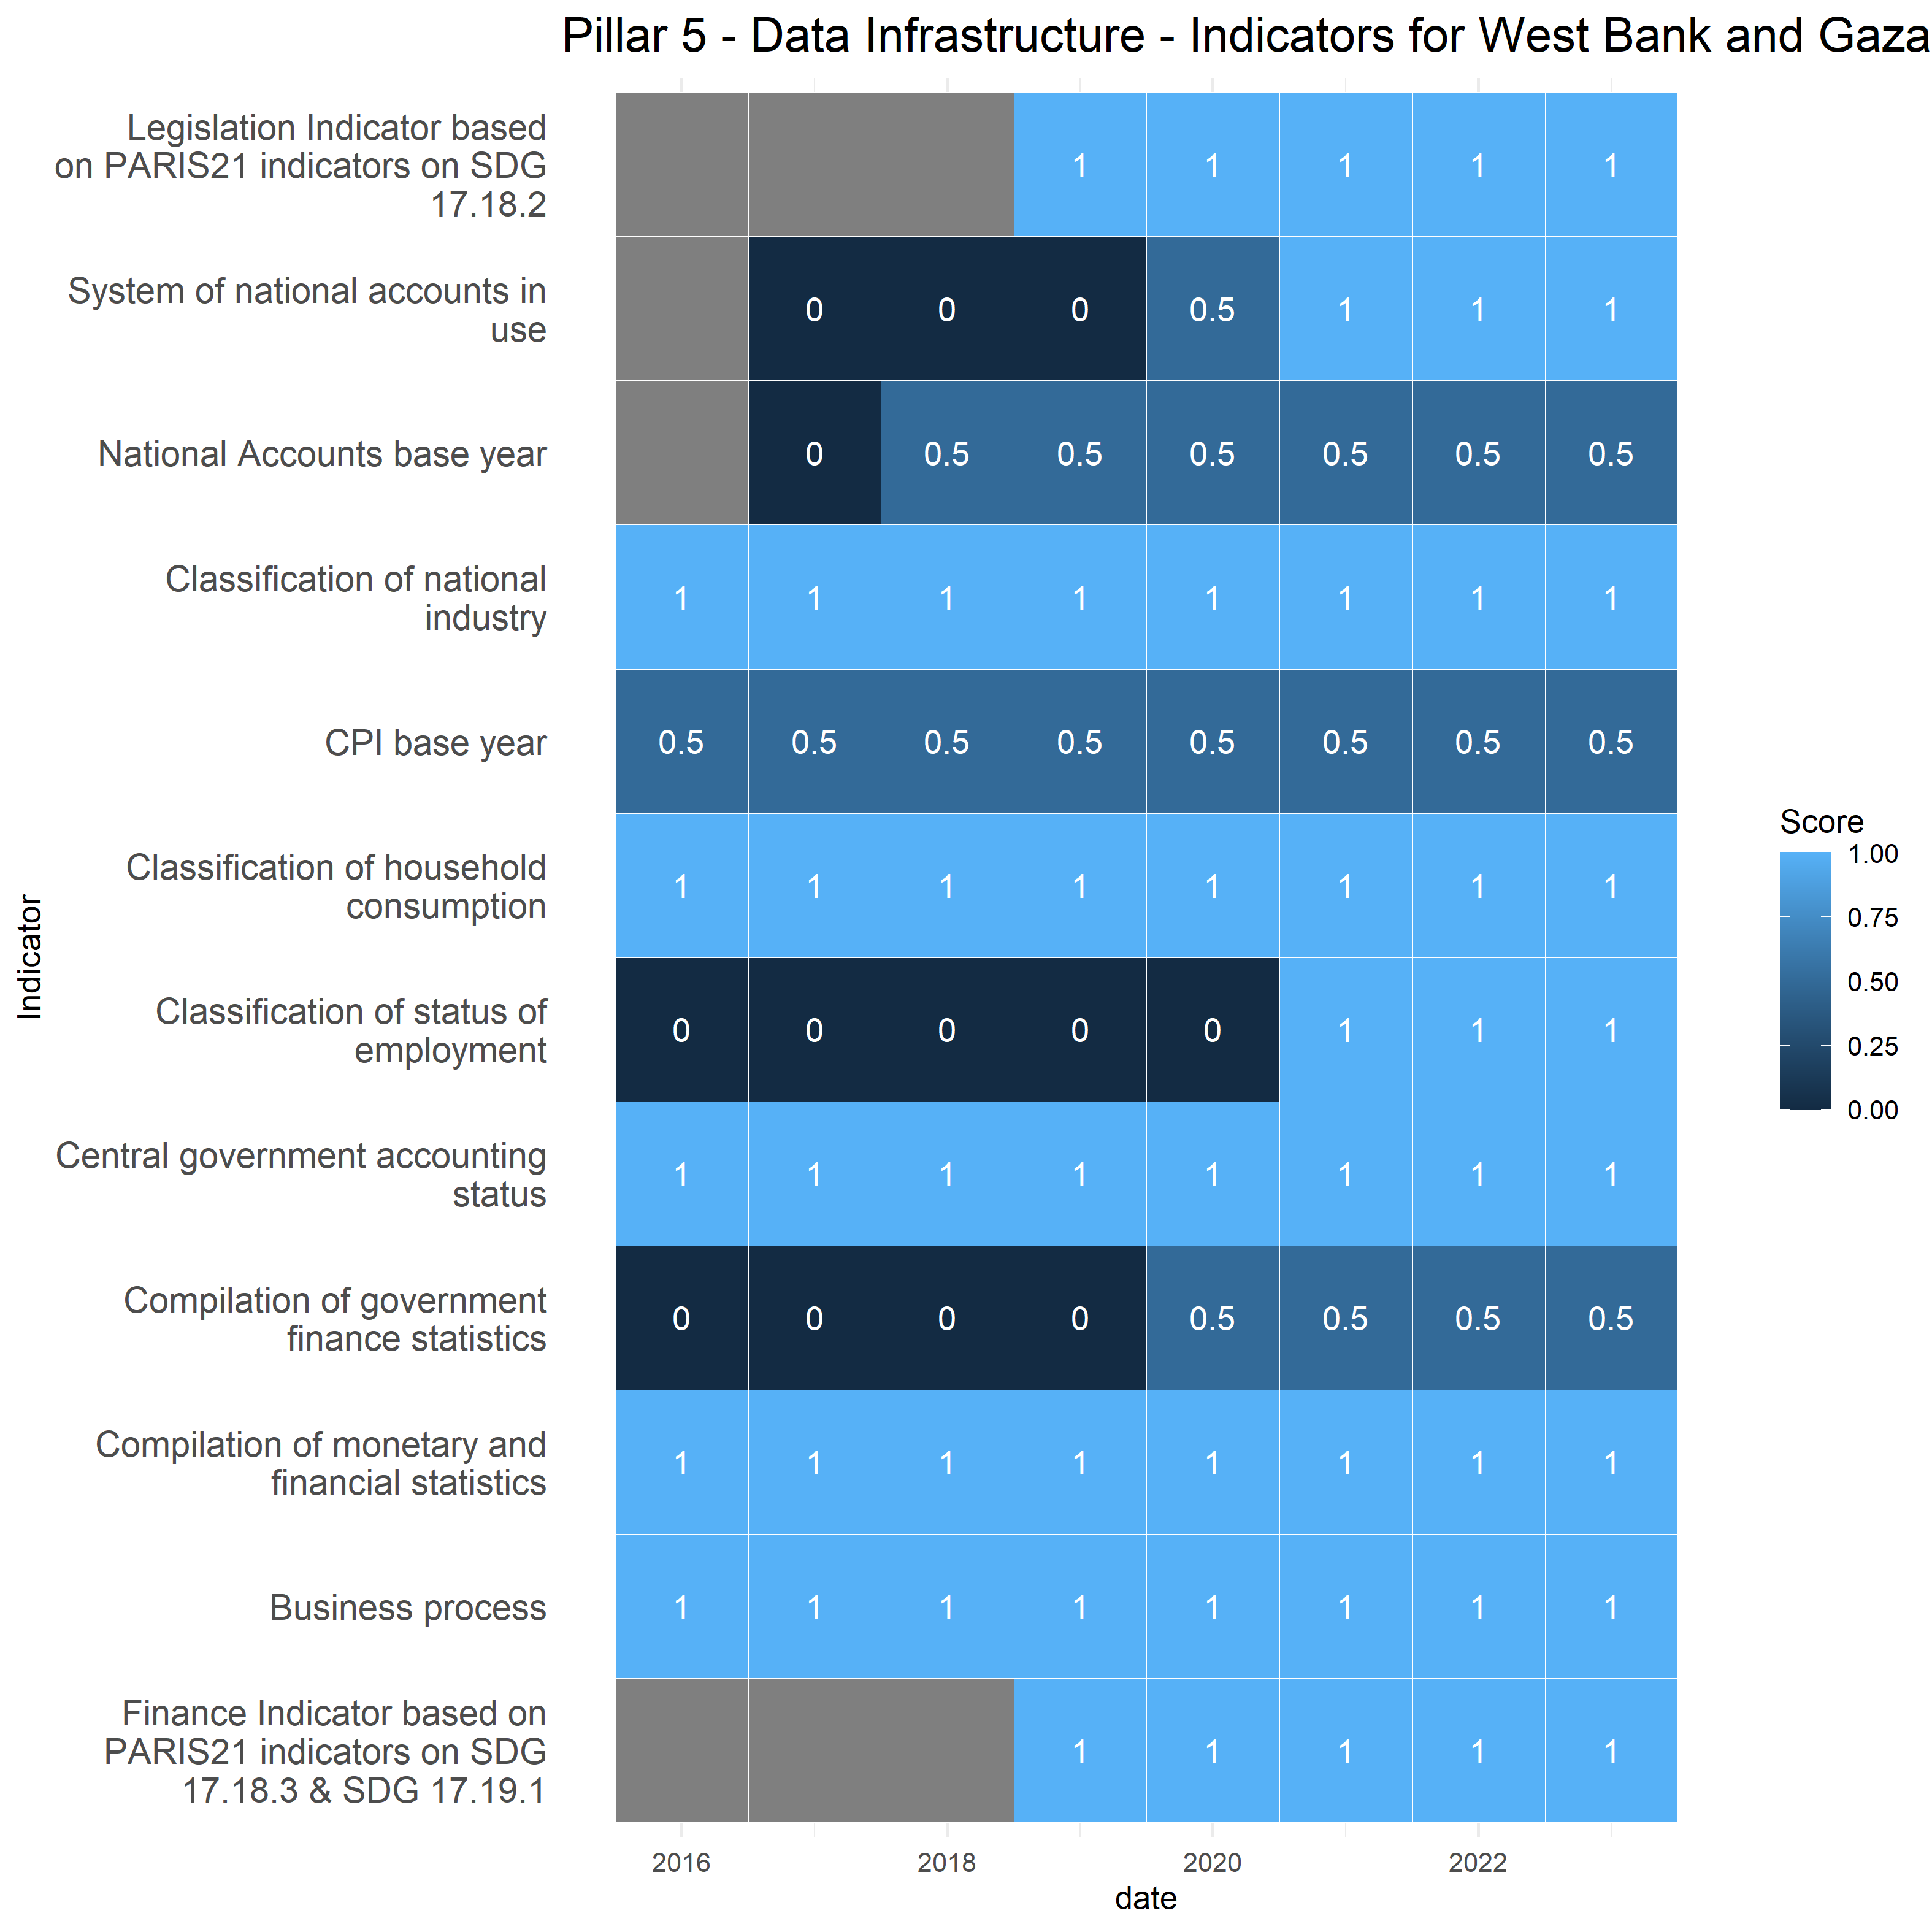 Pillar 5 - Data Infrastructure - Indicators for West Bank and Gaza
Legislation Indicator based
on PARIS21 indicators on SDG
17.18.2
1 1 1 1 1
System of national accounts in
use
0 0 0 0.5 1 1 1
National Accounts base year
0 0.5 0.5 0.5 0.5 0.5 0.5
Classification of national
industry
1 1 1 1 1 1 1 1
CPI base year
0.5 0.5 0.5 0.5 0.5 0.5 0.5 0.5
Classification of household
consumption
1 1 1 1 1 1 1 1
Classification of status of
employment
0 0 0 0 0 1 1 1
Central government accounting
status
1 1 1 1 1 1 1 1
Compilation of government
finance statistics
0 0 0 0 0.5 0.5 0.5 0.5
Compilation of monetary and
financial statistics
1 1 1 1 1 1 1 1
Business process
1 1 1 1 1 1 1 1
Finance Indicator based on
PARIS21 indicators on SDG
17.18.3 & SDG 17.19.1
1 1 1 1 1
2016 2018 2020 2022
date
Indicator
Score
1.00
0.75
0.50
0.25
0.00